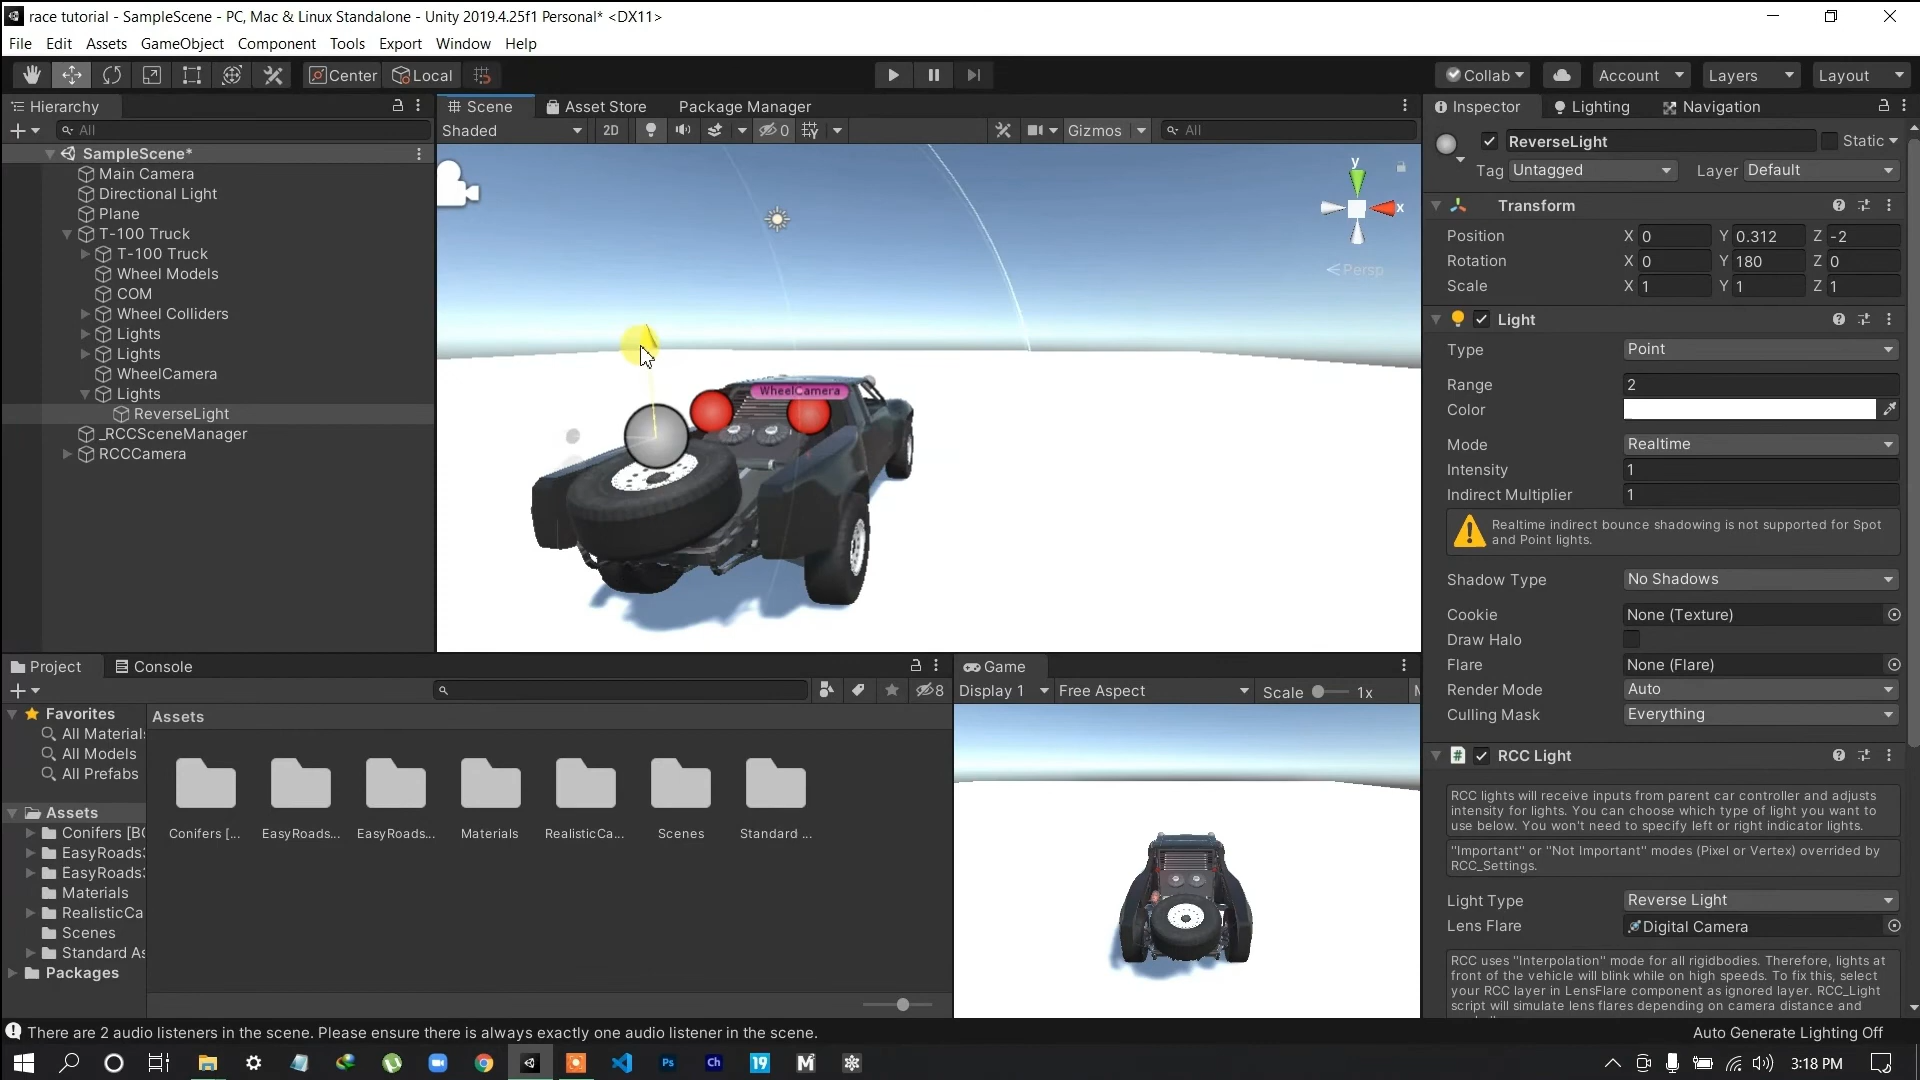 race tutorial - SampleScene - PC, Mac & Linux Standalone - Unity 2019.4.25f1 Personal* <DX11>
File Edit Assets GameObject Component Tools Export Window Help
Center Local Collab Account Layers Layout
Hierarchy
All
SampleScene*
Main Camera
Directional Light
Plane
T-100 Truck
T-100 Truck
Wheel Models
COM
Wheel Colliders
Lights
Lights
WheelCamera
Lights
ReverseLight
_RCCSceneManager
RCCCamera
Scene Asset Store Package Manager
Shaded 2D 0 Gizmos All
y
x
Persp
WheelCamera
Inspector Lighting Navigation
ReverseLight Static
Tag Untagged Layer Default
Transform
Position X 0 Y 0.312 Z -2
Rotation X 0 Y 180 Z 0
Scale X 1 Y 1 Z 1
Light
Type Point
Range 2
Color
Mode Realtime
Intensity 1
Indirect Multiplier 1
Realtime indirect bounce shadowing is not supported for Spot
and Point lights.
Shadow Type No Shadows
Cookie None (Texture)
Draw Halo
Flare None (Flare)
Render Mode Auto
Culling Mask Everything
RCC Light
RCC lights will receive inputs from parent car controller and adjusts
intensity for lights. You can choose which type of light you want to
use below. You won't need to specify left or right indicator lights.
"Important" or "Not Important" modes (Pixel or Vertex) overrided by
RCC_Settings.
Light Type Reverse Light
Lens Flare Digital Camera
RCC uses "Interpolation" mode for all rigidbodies. Therefore, lights at
front of the vehicle will blink while on high speeds. To fix this, select
your RCC layer in LensFlare component as ignored layer. RCC_Light
script will simulate lens flares depending on camera distance and
Project Console
8
Favorites
All Materials
All Models
All Prefabs
Assets
Conifers [BO
EasyRoads3
EasyRoads3
Materials
RealisticCa
Scenes
Standard As
Packages
Assets
Conifers [... EasyRoads... EasyRoads... Materials RealisticCa... Scenes Standard ...
Game
Display 1 Free Aspect Scale 1x M
There are 2 audio listeners in the scene. Please ensure there is always exactly one audio listener in the scene.
Auto Generate Lighting Off
Ps Ch 19 M
3:18 PM